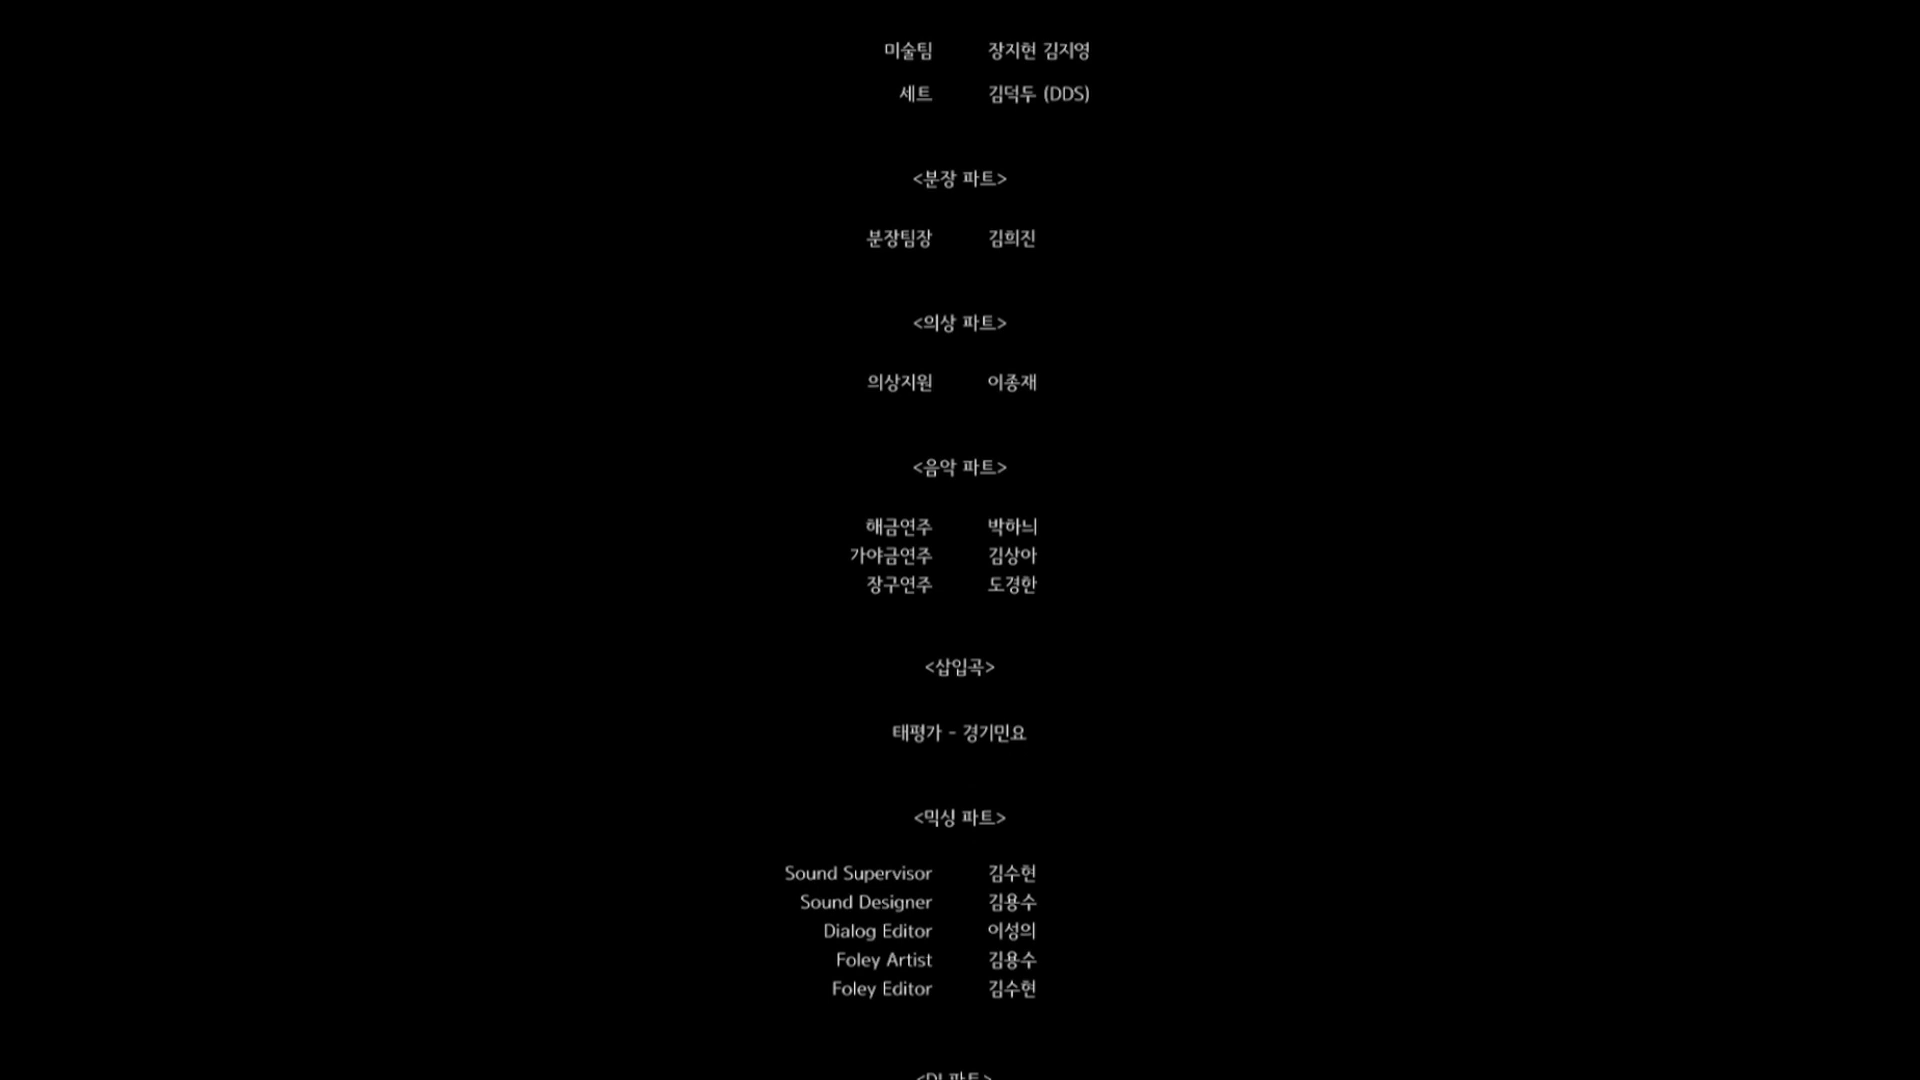 미술팀 장지현 김지영
세트 김덕두 (DDS)
<분장 파트>
분장팀장 김희진
<의상 파트>
의상지원 이종재
<음악 파트>
해금연주 박하늬
가야금연주 김상아
장구연주 도경한
<삽입곡>
태평가 - 경기민요
<믹싱 파트>
Sound Supervisor 김수현
Sound Designer 김용수
Dialog Editor 이성의
Foley Artist 김용수
Foley Editor 김수현
<DI 파트>